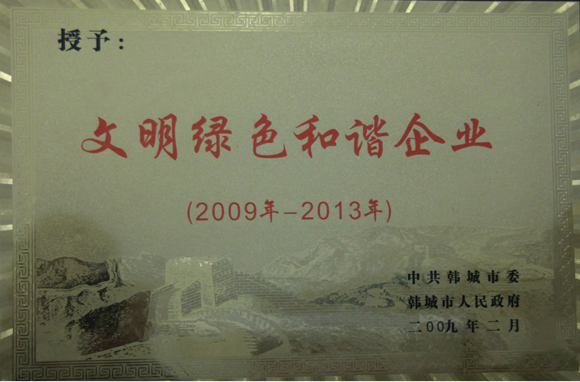 授予：
文明绿色和谐企业
(2009年-2013年)
中共韩城市委
韩城市人民政府
二00九年二月